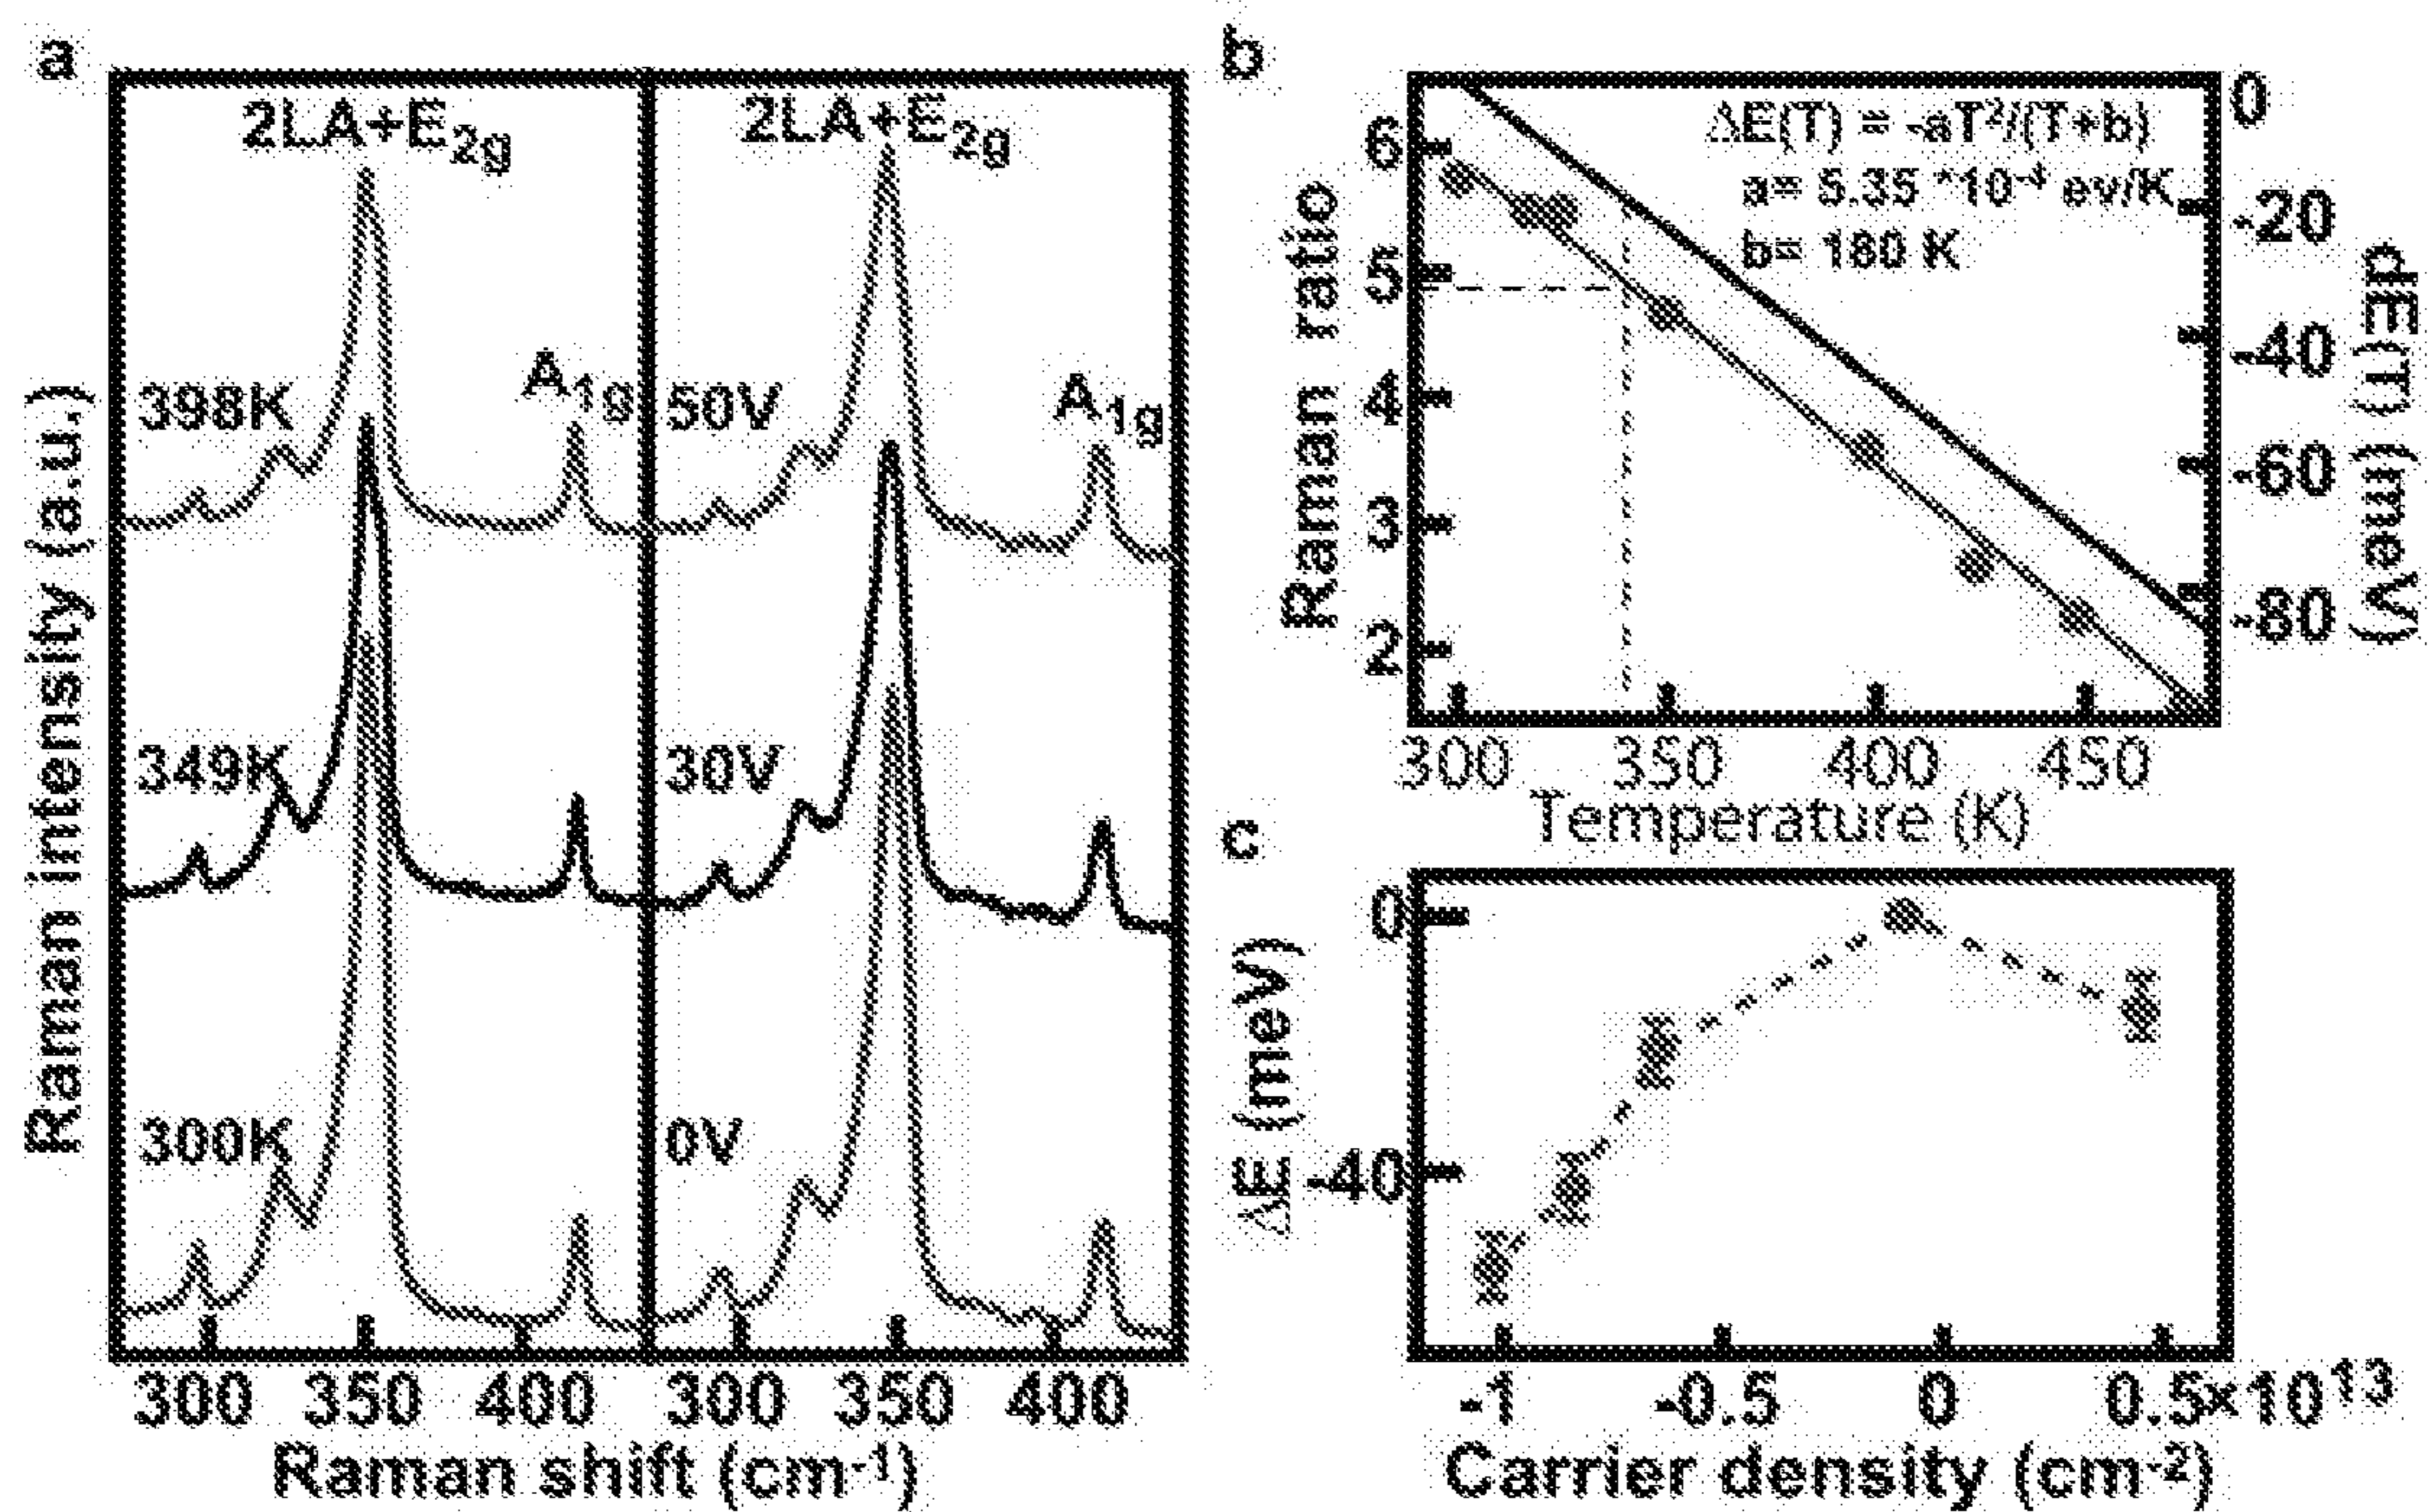 a
2LA+E2g
2LA+E2g
398K
A1g
50V
A1g
349K
30V
300K
0V
Raman intensity (a.u.)
300 350 400 300 350 400
Raman shift (cm-1)
b
ΔE(T) = -aT²/(T+b)
a= 5.35 *10-4 ev/K
b= 180 K
6
5
4
3
2
Raman ratio
0
-20
-40
-60
-80
dE(T) (meV)
300 350 400 450
Temperature (K)
c
0
-40
ΔE (meV)
-1 -0.5 0 0.5×10¹³
Carrier density (cm-2)